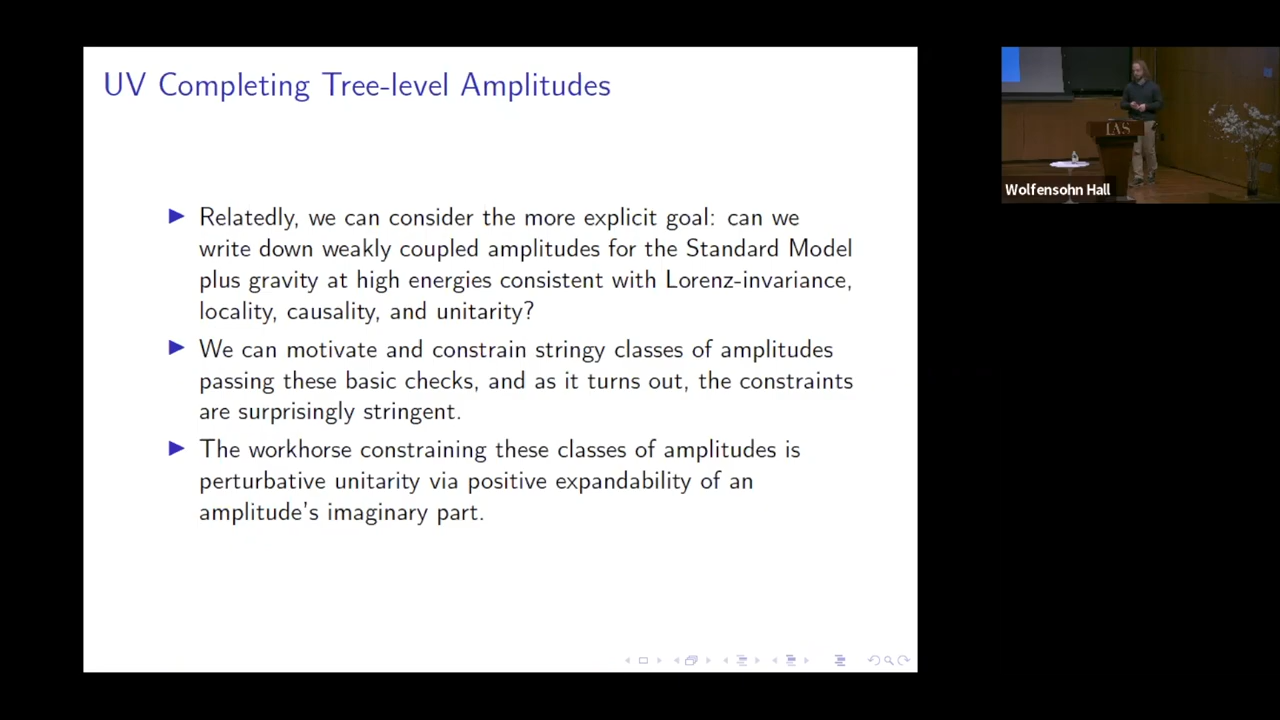 UV Completing Tree-level Amplitudes
Relatedly, we can consider the more explicit goal: can we
write down weakly coupled amplitudes for the Standard Model
plus gravity at high energies consistent with Lorenz-invariance,
locality, causality, and unitarity?
We can motivate and constrain stringy classes of amplitudes
passing these basic checks, and as it turns out, the constraints
are surprisingly stringent.
The workhorse constraining these classes of amplitudes is
perturbative unitarity via positive expandability of an
amplitude's imaginary part.
IAS
Wolfensohn Hall